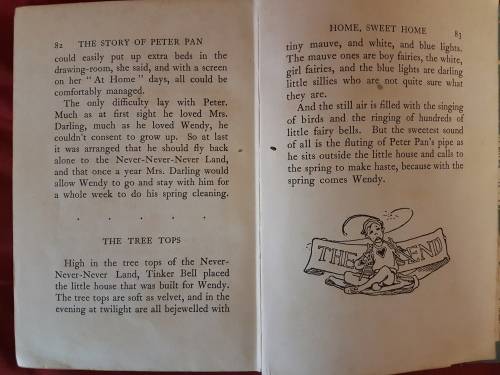 82 THE STORY OF PETER PAN
could easily put up extra beds in the
drawing-room, she said, and with a screen
on her "At Home" days, all could be
comfortably managed.
The only difficulty lay with Peter.
Much as at first sight he loved Mrs.
Darling, much as he loved Wendy, he
couldn't consent to grow up. So at last
it was arranged that he should fly back
alone to the Never-Never-Never Land,
and that once a year Mrs. Darling would
allow Wendy to go and stay with him for
a whole week to do his spring cleaning.
. . . . .
THE TREE TOPS
High in the tree tops of the Never-
Never-Never Land, Tinker Bell placed
the little house that was built for Wendy.
The tree tops are soft as velvet, and in the
evening at twilight are all bejewelled with
HOME, SWEET HOME 83
tiny mauve, and white, and blue lights.
The mauve ones are boy fairies, the white,
girl fairies, and the blue lights are darling
little sillies who are not quite sure what
they are.
And the still air is filled with the singing
of birds and the ringing of hundreds of
little fairy bells. But the sweetest sound
of all is the fluting of Peter Pan's pipe as
he sits outside the little house and calls to
the spring to make haste, because with the
spring comes Wendy.
THE END